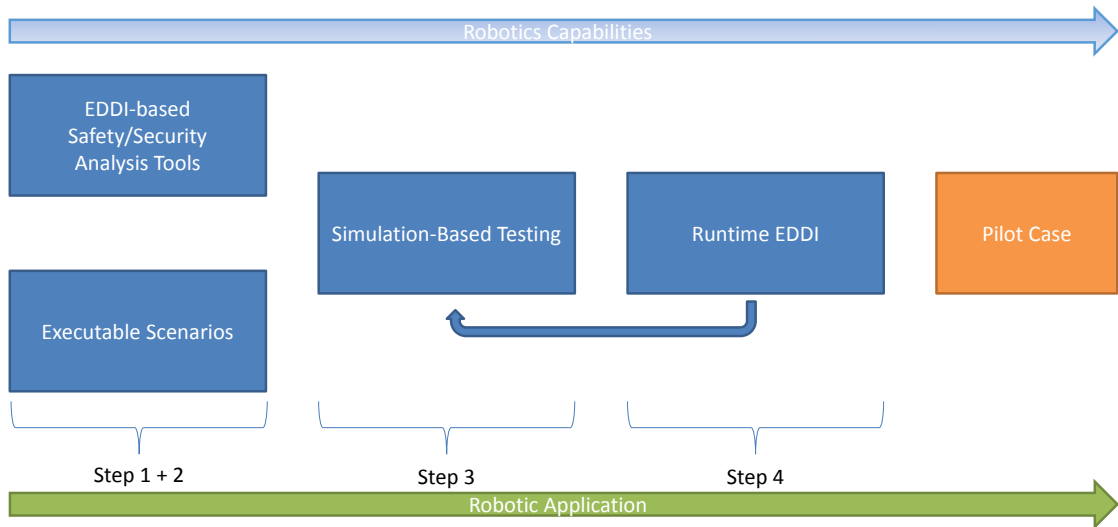 Robotics Capabilities
EDDI-based
Safety/Security
Analysis Tools
Simulation-Based Testing
Runtime EDDI
Pilot Case
Executable Scenarios
Step 1 + 2
Step 3
Step 4
Robotic Application